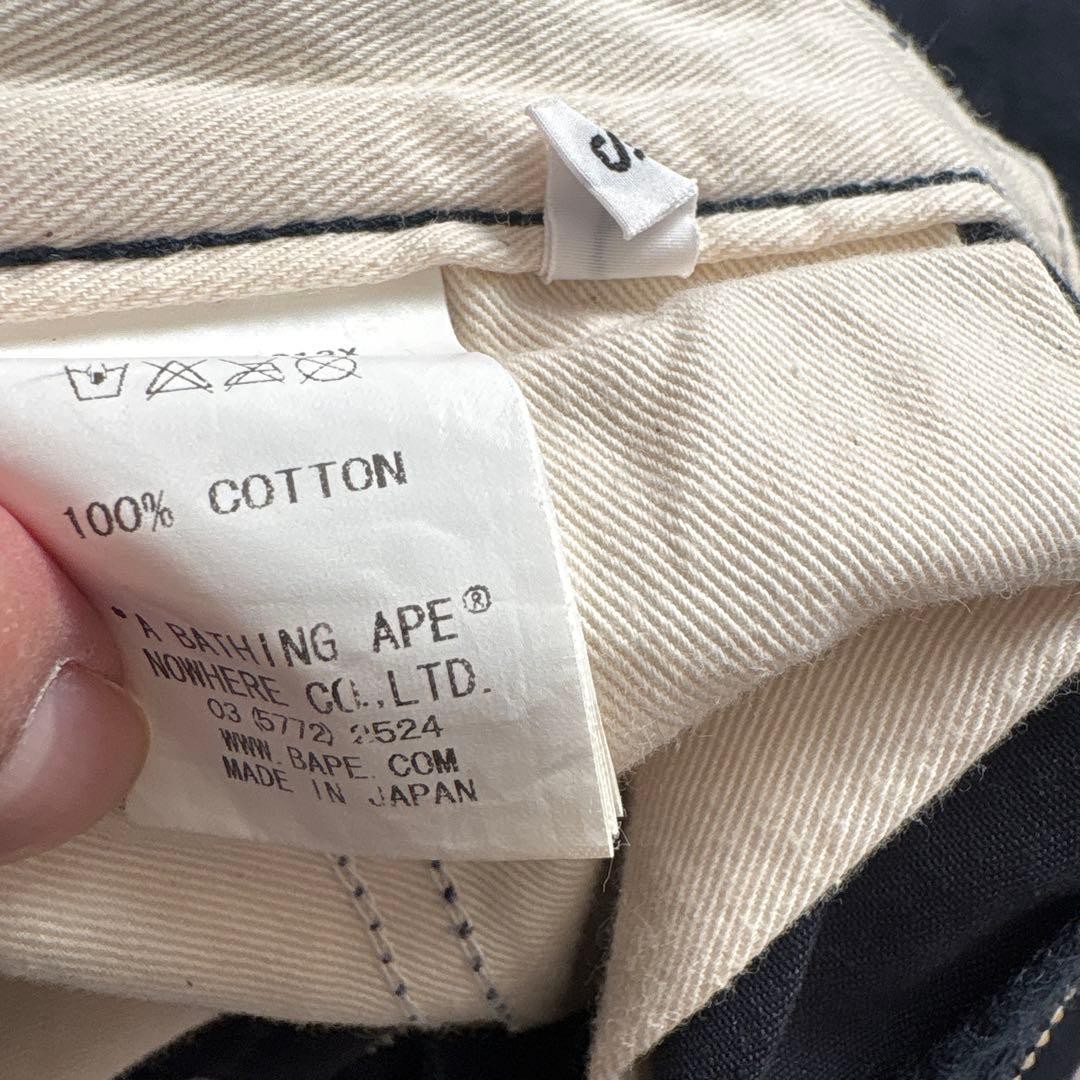 100% COTTON
"A BATHING APE®
NOWHERE CO.,LTD.
03 (5772) 2524
WWW.BAPE.COM
MADE IN JAPAN